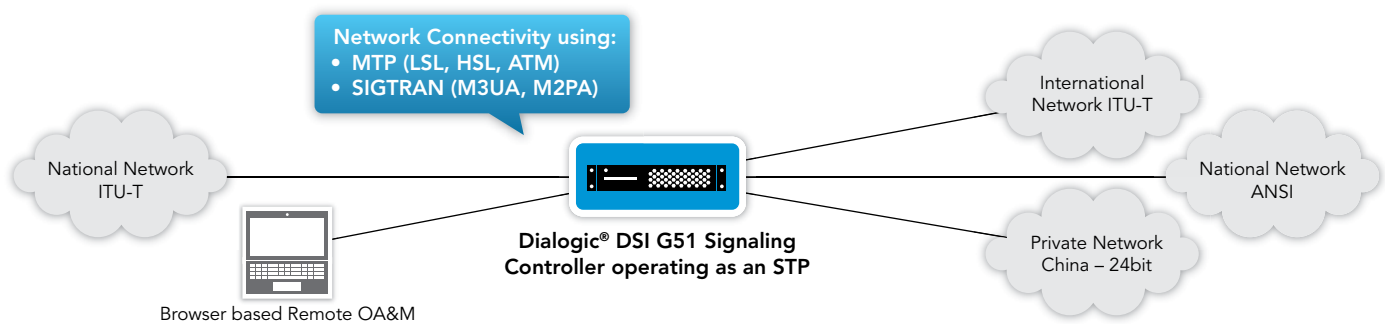 Network Connectivity using:
• MTP (LSL, HSL, ATM)
• SIGTRAN (M3UA, M2PA)
National Network
ITU-T
International
Network ITU-T
National Network
ANSI
Private Network
China – 24bit
Dialogic® DSI G51 Signaling
Controller operating as an STP
Browser based Remote OA&M